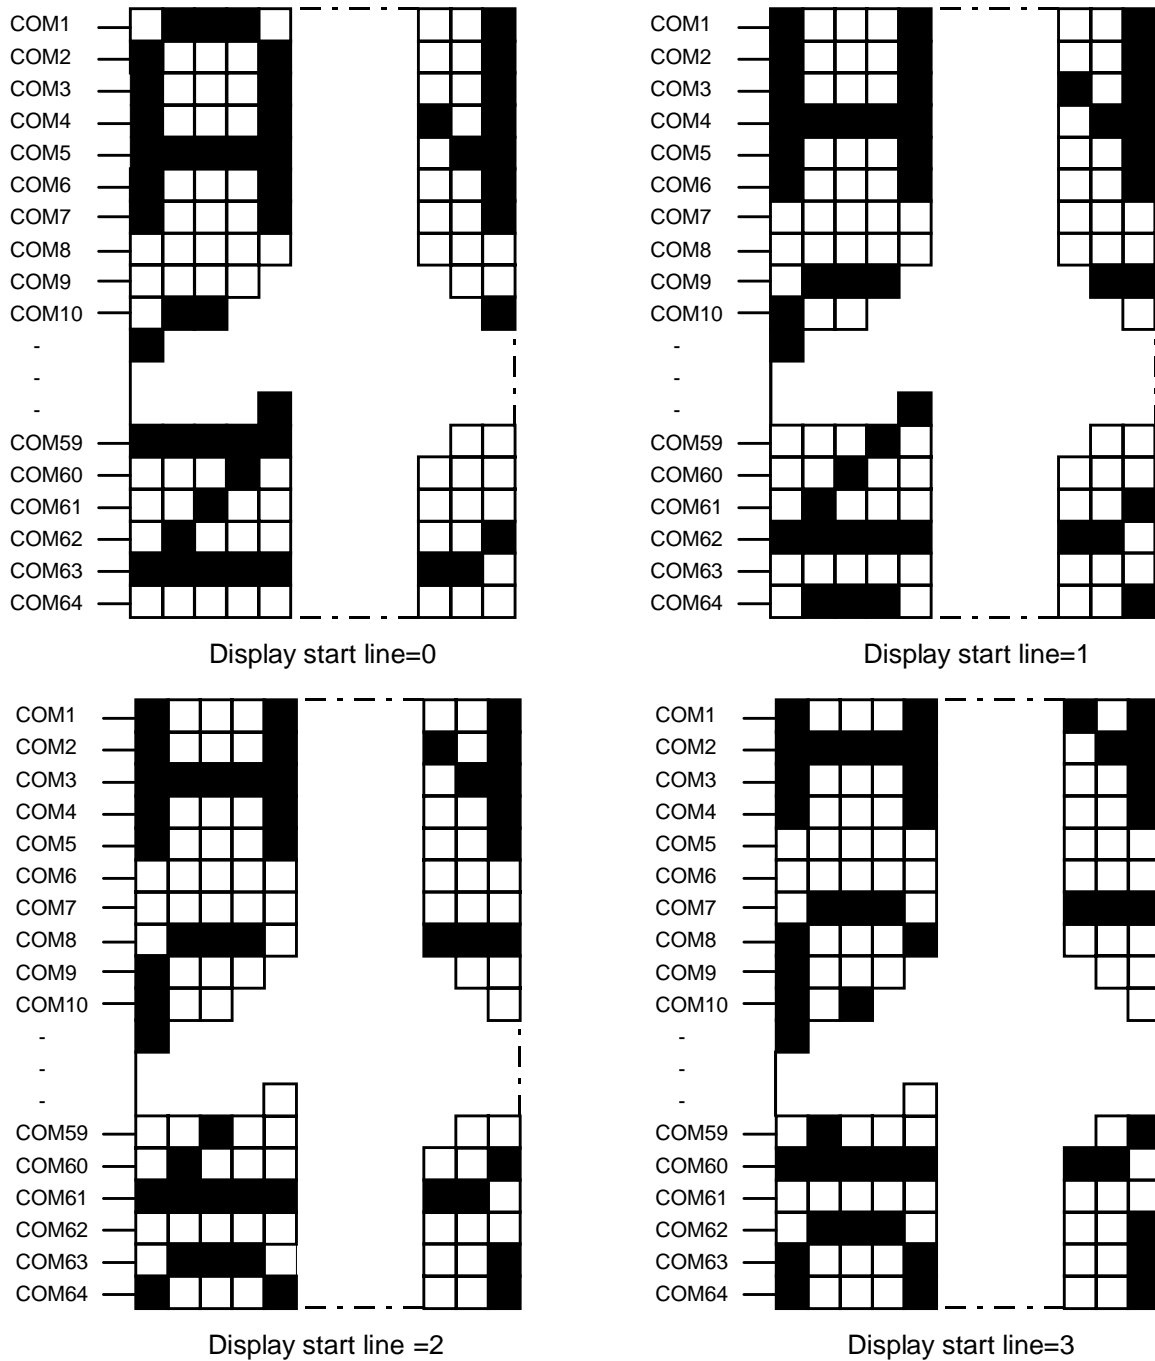 COM1
COM2
COM3
COM4
COM5
COM6
COM7
COM8
COM9
COM10
-
-
-
COM59
COM60
COM61
COM62
COM63
COM64
Display start line=0
COM1
COM2
COM3
COM4
COM5
COM6
COM7
COM8
COM9
COM10
-
-
-
COM59
COM60
COM61
COM62
COM63
COM64
Display start line=1
COM1
COM2
COM3
COM4
COM5
COM6
COM7
COM8
COM9
COM10
-
-
-
COM59
COM60
COM61
COM62
COM63
COM64
Display start line =2
COM1
COM2
COM3
COM4
COM5
COM6
COM7
COM8
COM9
COM10
-
-
-
COM59
COM60
COM61
COM62
COM63
COM64
Display start line=3